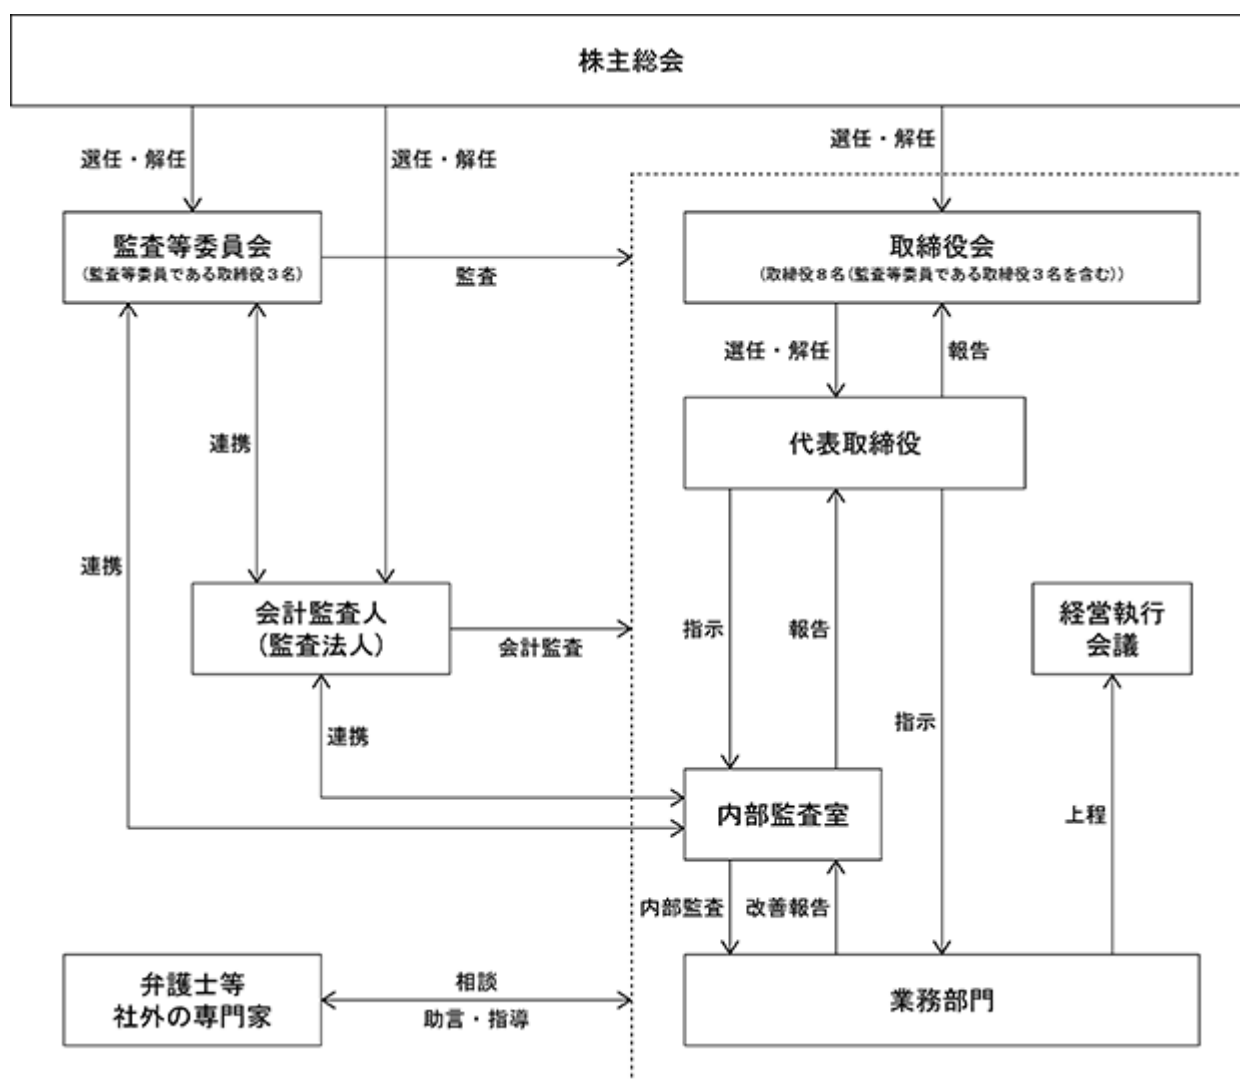 株主総会
選任・解任
選任・解任
選任・解任
監査等委員会
(監査等委員である取締役３名)
監査
取締役会
(取締役８名(監査等委員である取締役３名を含む))
選任・解任
報告
代表取締役
連携
連携
会計監査人
(監査法人)
会計監査
指示
報告
経営執行
会議
指示
連携
内部監査室
上程
内部監査
改善報告
弁護士等
社外の専門家
相談
助言・指導
業務部門